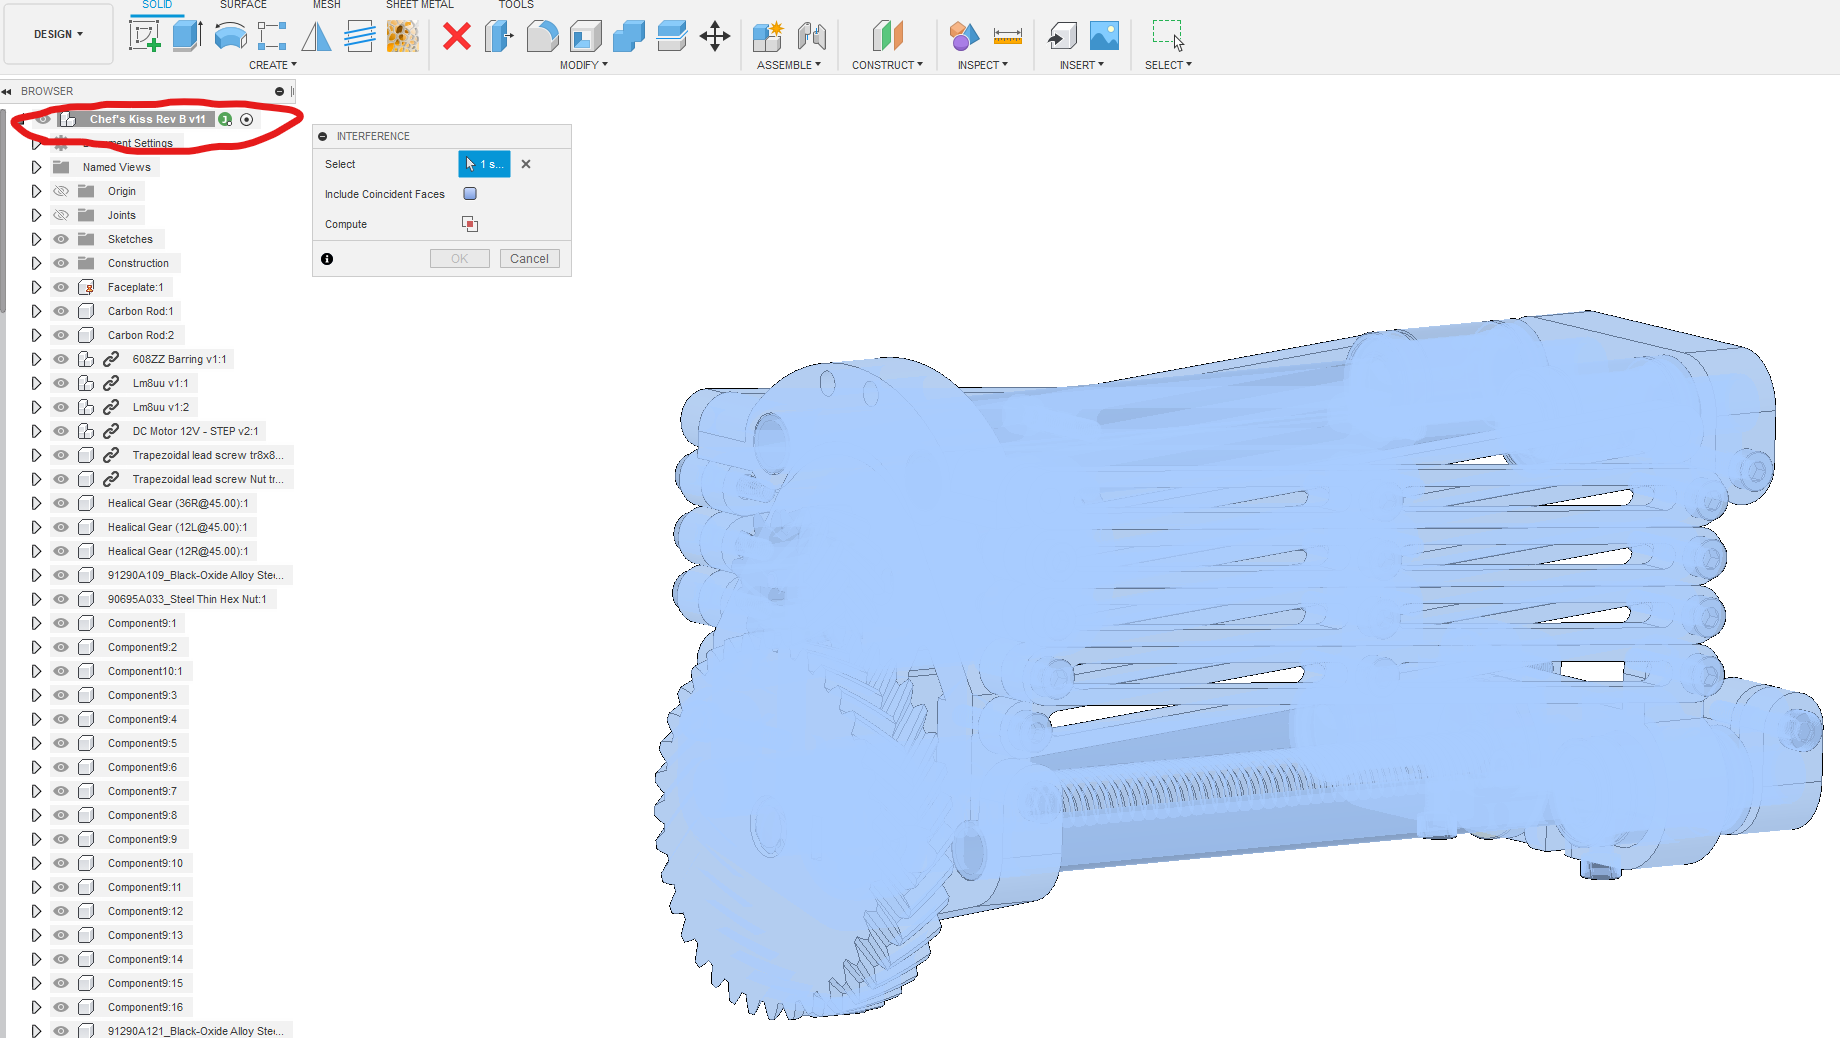 SOLID SURFACE MESH SHEET METAL TOOLS
DESIGN
CREATE MODIFY ASSEMBLE CONSTRUCT INSPECT INSERT SELECT
BROWSER
Chef's Kiss Rev B v11
ment Settings
Named Views
Origin
Joints
Sketches
Construction
Faceplate:1
Carbon Rod:1
Carbon Rod:2
608ZZ Barring v1:1
Lm8uu v1:1
Lm8uu v1:2
DC Motor 12V - STEP v2:1
Trapezoidal lead screw tr8x8...
Trapezoidal lead screw Nut tr...
Healical Gear (36R@45.00):1
Healical Gear (12L@45.00):1
Healical Gear (12R@45.00):1
91290A109_Black-Oxide Alloy Stee...
90695A033_Steel Thin Hex Nut:1
Component9:1
Component9:2
Component10:1
Component9:3
Component9:4
Component9:5
Component9:6
Component9:7
Component9:8
Component9:9
Component9:10
Component9:11
Component9:12
Component9:13
Component9:14
Component9:15
Component9:16
91290A121_Black-Oxide Alloy Stee...
INTERFERENCE
Select 1 s...
Include Coincident Faces
Compute
OK Cancel